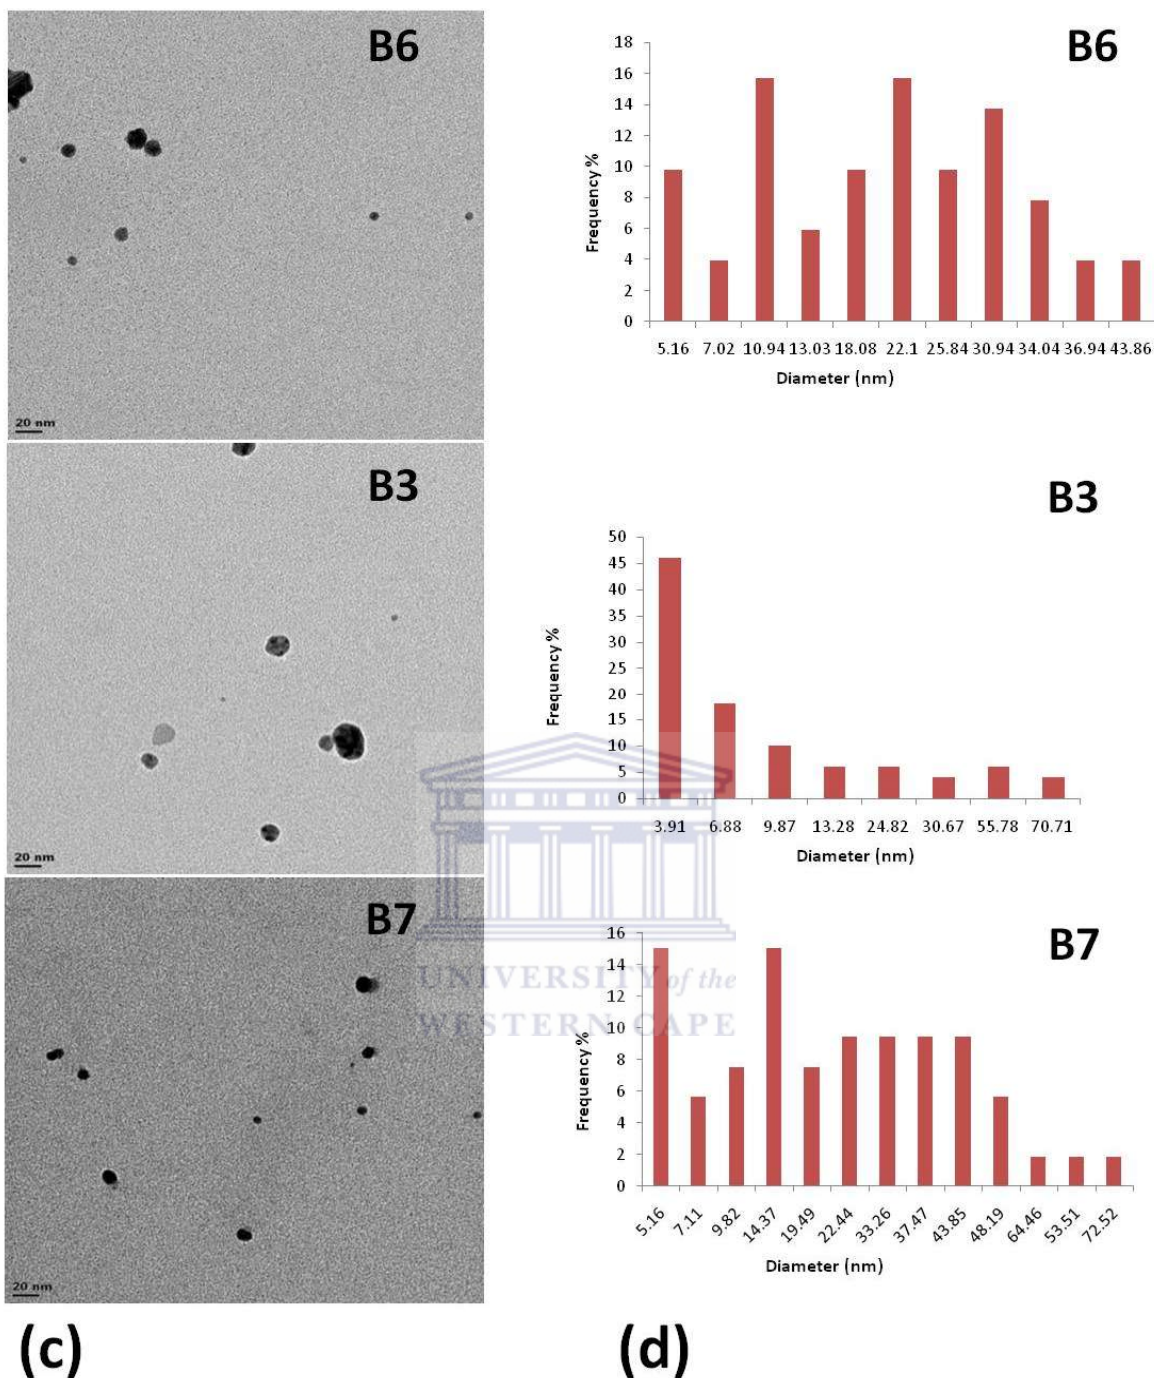 B6
20 nm
B3
20 nm
B7
20 nm
(c)
B6
18
16
14
12
10
8
6
4
2
0
Frequency %
5.16 7.02 10.94 13.03 18.08 22.1 25.84 30.94 34.04 36.94 43.86
Diameter (nm)
B3
50
45
40
35
30
25
20
15
10
5
0
Frequency %
3.91 6.88 9.87 13.28 24.82 30.67 55.78 70.71
Diameter (nm)
B7
16
14
12
10
8
6
4
2
0
Frequency %
5.16 7.11 9.82 14.37 19.49 22.44 33.26 37.47 43.85 48.19 64.46 53.51 72.52
Diameter (nm)
(d)
UNIVERSITY of the
WESTERN CAPE